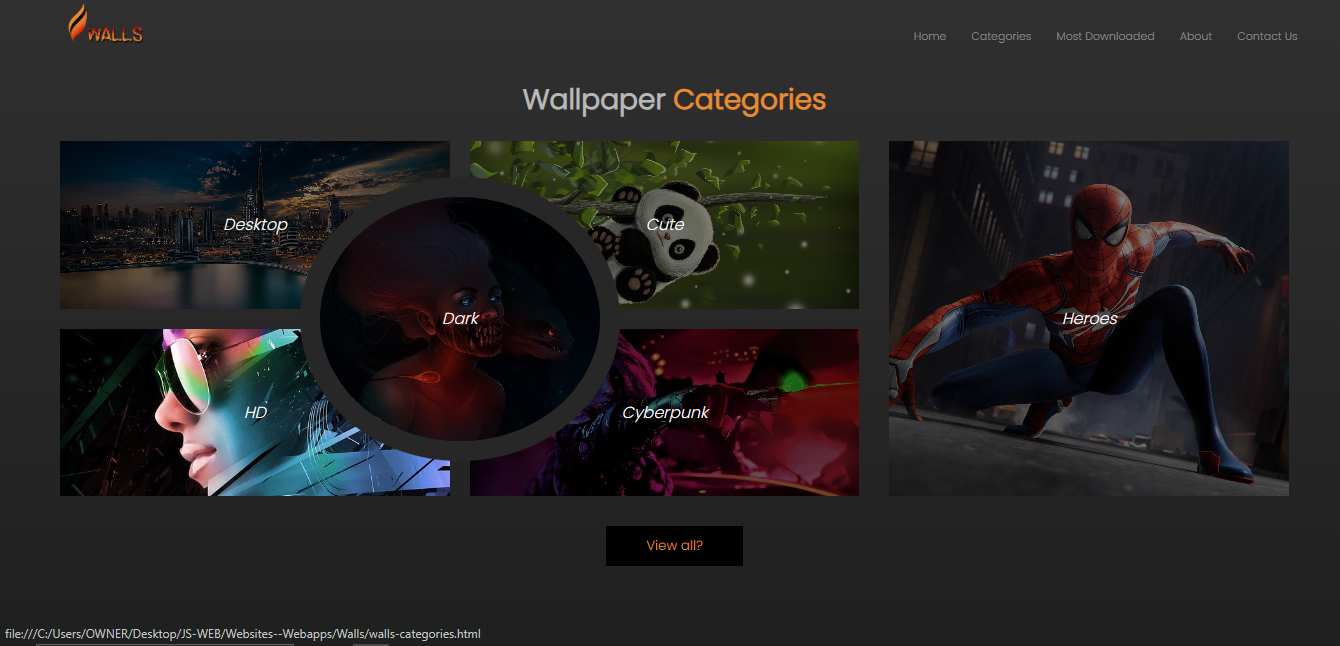 WALLS
Home Categories Most Downloaded About Contact Us
Wallpaper Categories
Desktop
Cute
Dark
Heroes
HD
Cyberpunk
View all?
file:///C:/Users/OWNER/Desktop/JS-WEB/Websites--Webapps/Walls/walls-categories.html